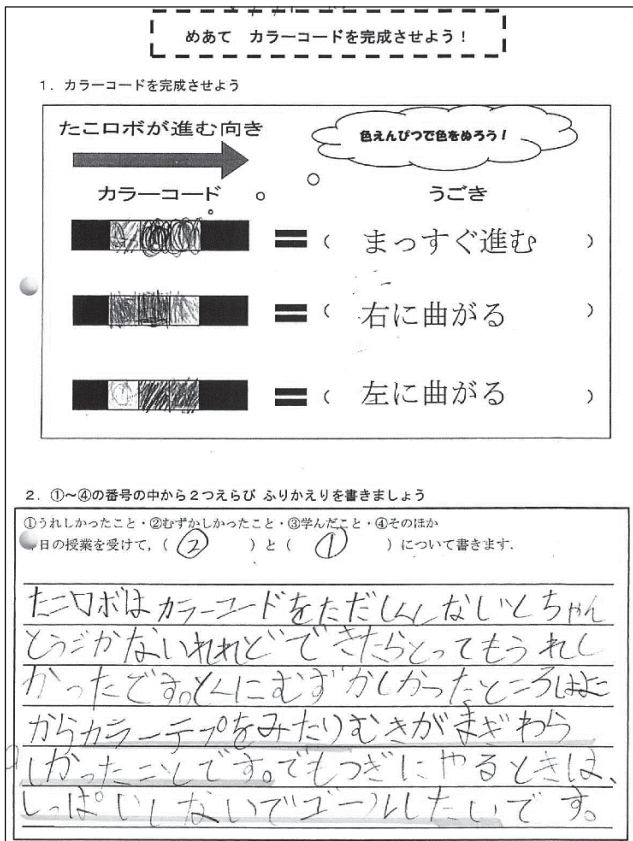 めあて カラーコードを完成させよう！
1．カラーコードを完成させよう
たこロボが進む向き
色えんぴつで色をぬろう！
カラーコード
うごき
＝（ まっすぐ進む ）
＝（ 右に曲がる ）
＝（ 左に曲がる ）
2．①～④の番号の中から2つえらび ふりかえりを書きましょう
①うれしかったこと・②むずかしかったこと・③学んだこと・④そのほか
日の授業を受けて，（ ② ）と（ ① ）について書きます．
たこロボはカラーコードをただしくしないとちゃん
とうごかないけれどできたらとってもうれし
かったです。とくにむずかしかったところは
からカラーテープをみたりむきがまぎわら
しかったことです。でもつぎにやるときは、
しっぱいしないでゴールしたいです。